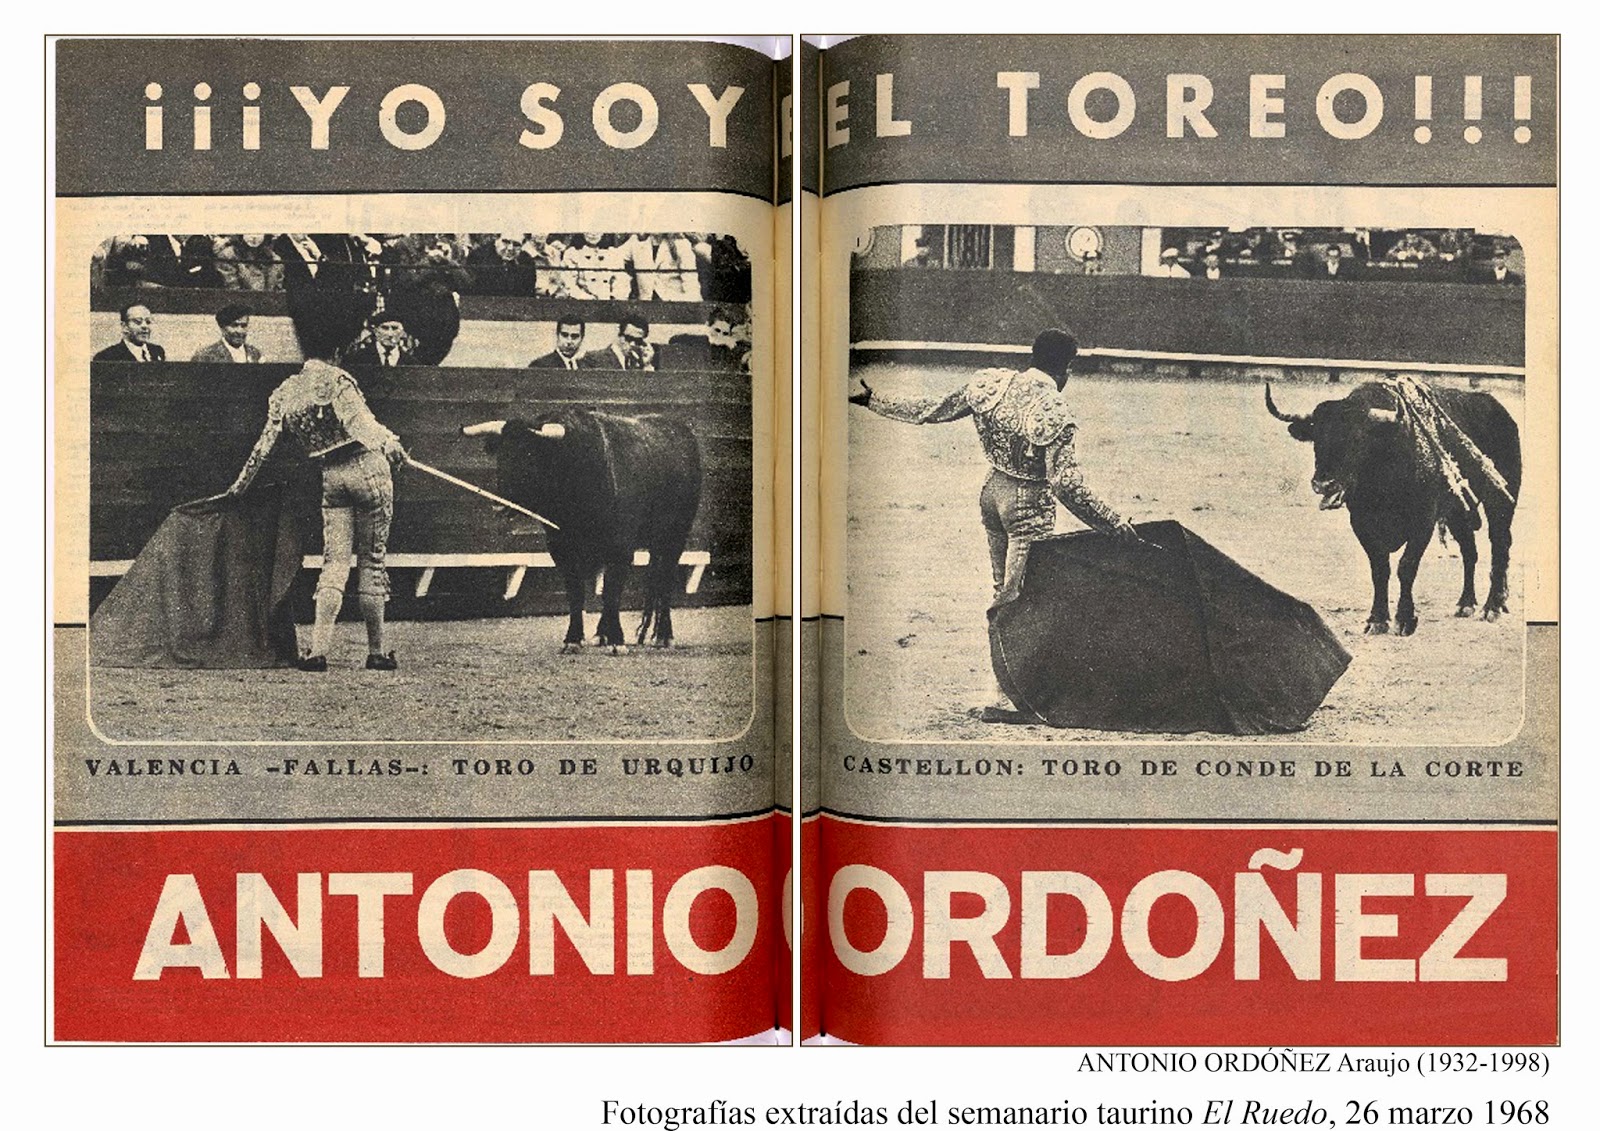 ¡¡¡YO SOY EL TOREO!!!
VALENCIA -FALLAS-: TORO DE URQUIJO
CASTELLON: TORO DE CONDE DE LA CORTE
ANTONIO ORDOÑEZ
ANTONIO ORDÓÑEZ Araujo (1932-1998)
Fotografías extraídas del semanario taurino El Ruedo, 26 marzo 1968